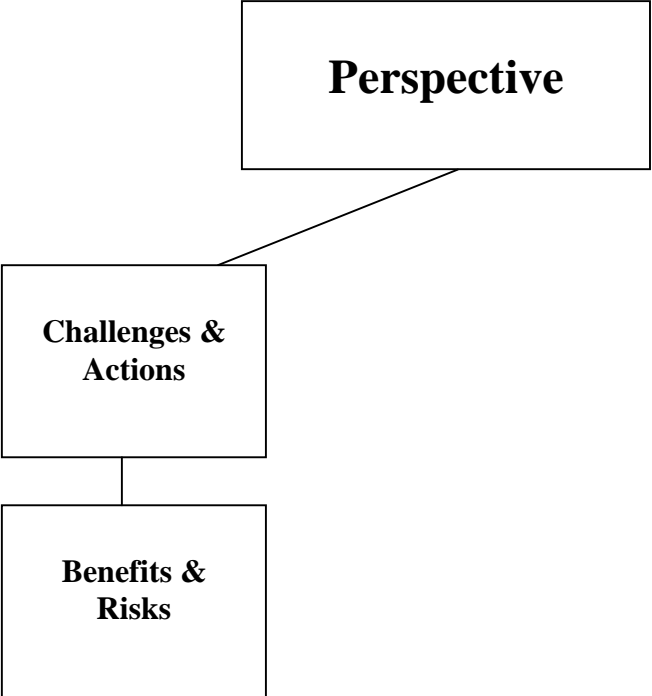 Perspective
Challenges &
Actions
Benefits &
Risks